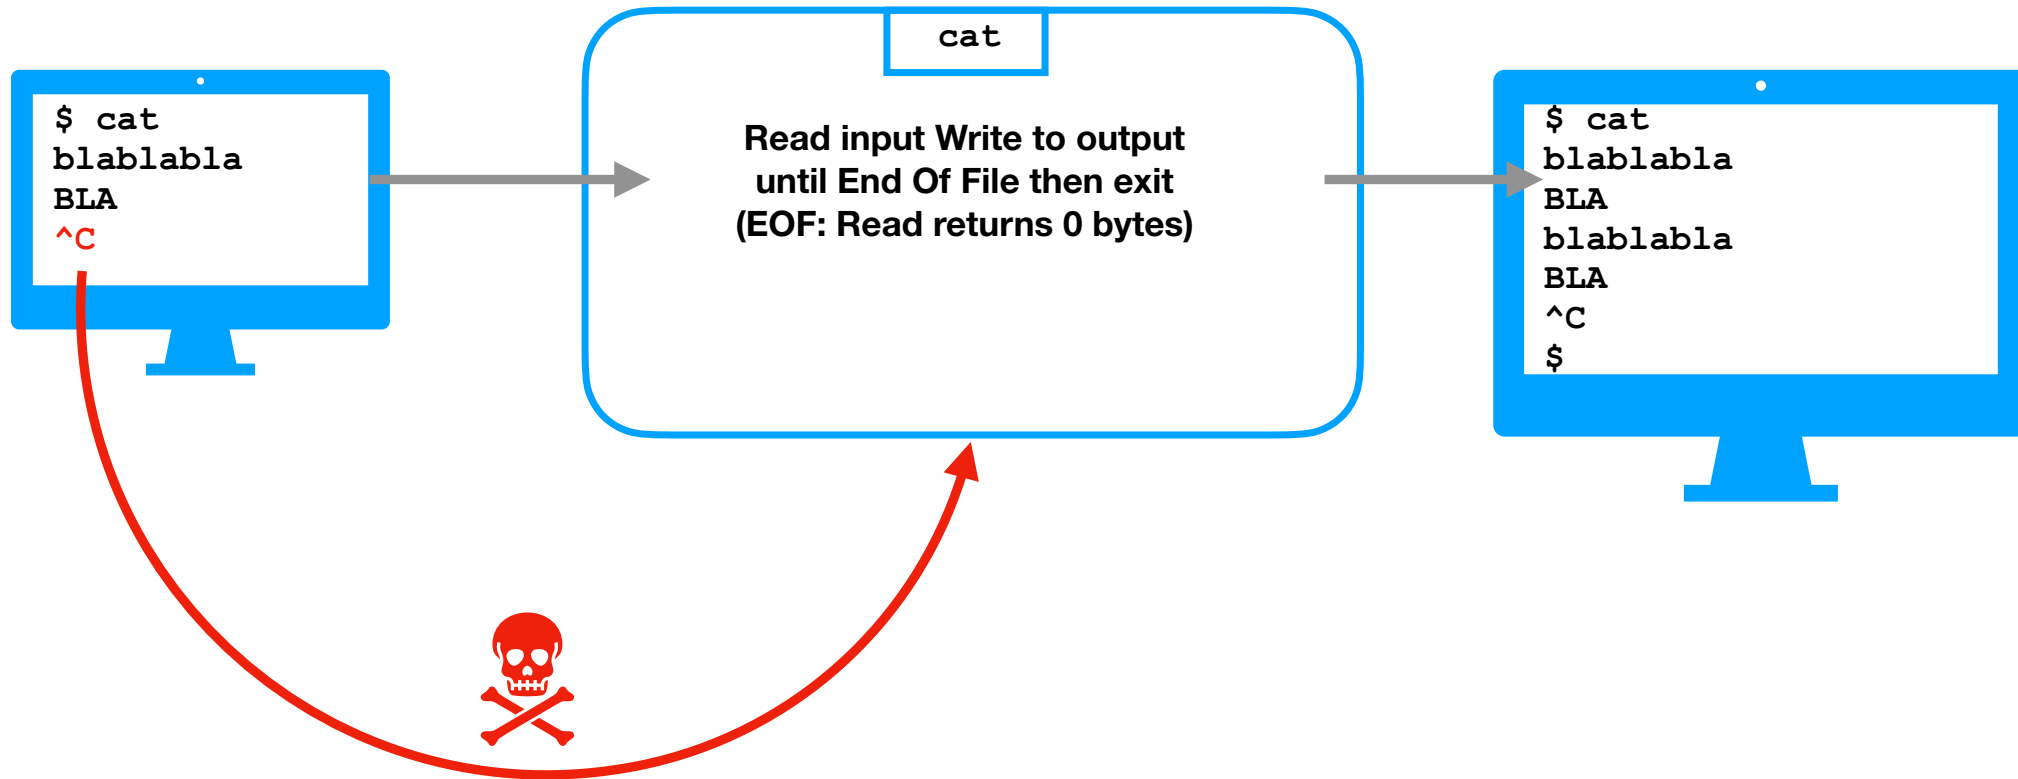 $ cat
blablabla
BLA
^C
cat
Read input Write to output
until End Of File then exit
(EOF: Read returns 0 bytes)
$ cat
blablabla
BLA
blablabla
BLA
^C
$